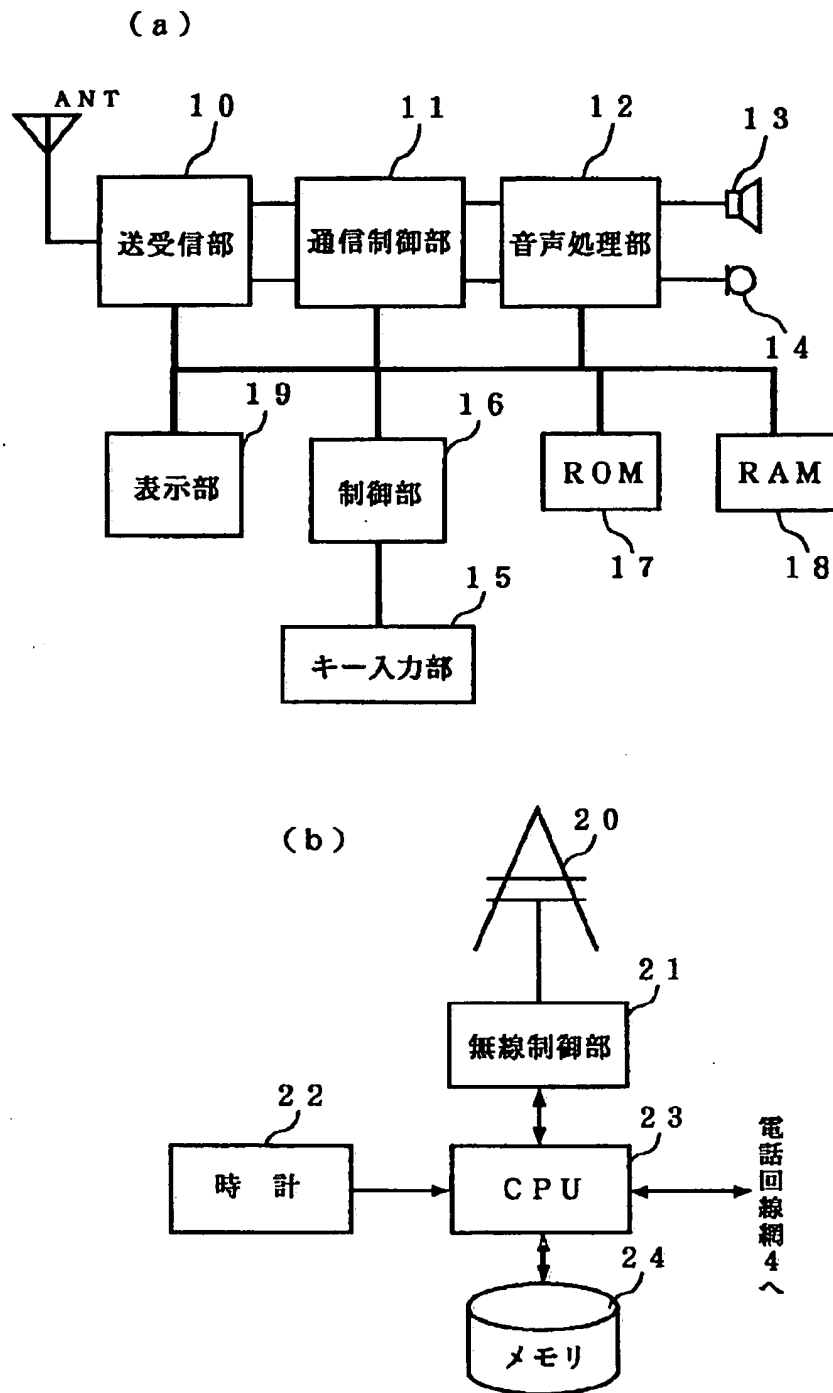 (a)
ANT
10
11
12
13
送受信部
通信制御部
音声処理部
14
19
16
表示部
制御部
ROM
RAM
17
18
15
キー入力部
(b)
20
21
無線制御部
22
23
時 計
CPU
電話回線網4へ
24
メモリ